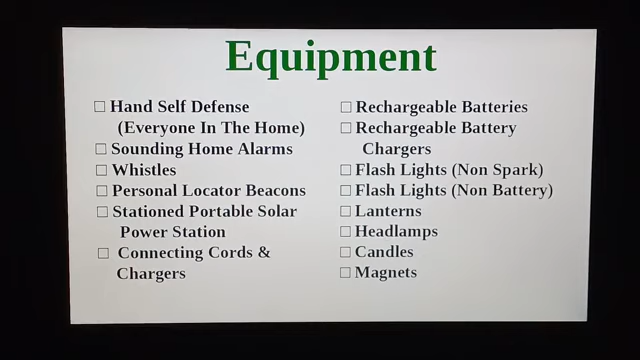 Equipment
☐ Hand Self Defense
(Everyone In The Home)
☐ Sounding Home Alarms
☐ Whistles
☐ Personal Locator Beacons
☐ Stationed Portable Solar
Power Station
☐ Connecting Cords &
Chargers
☐ Rechargeable Batteries
☐ Rechargeable Battery
Chargers
☐ Flash Lights (Non Spark)
☐ Flash Lights (Non Battery)
☐ Lanterns
☐ Headlamps
☐ Candles
☐ Magnets